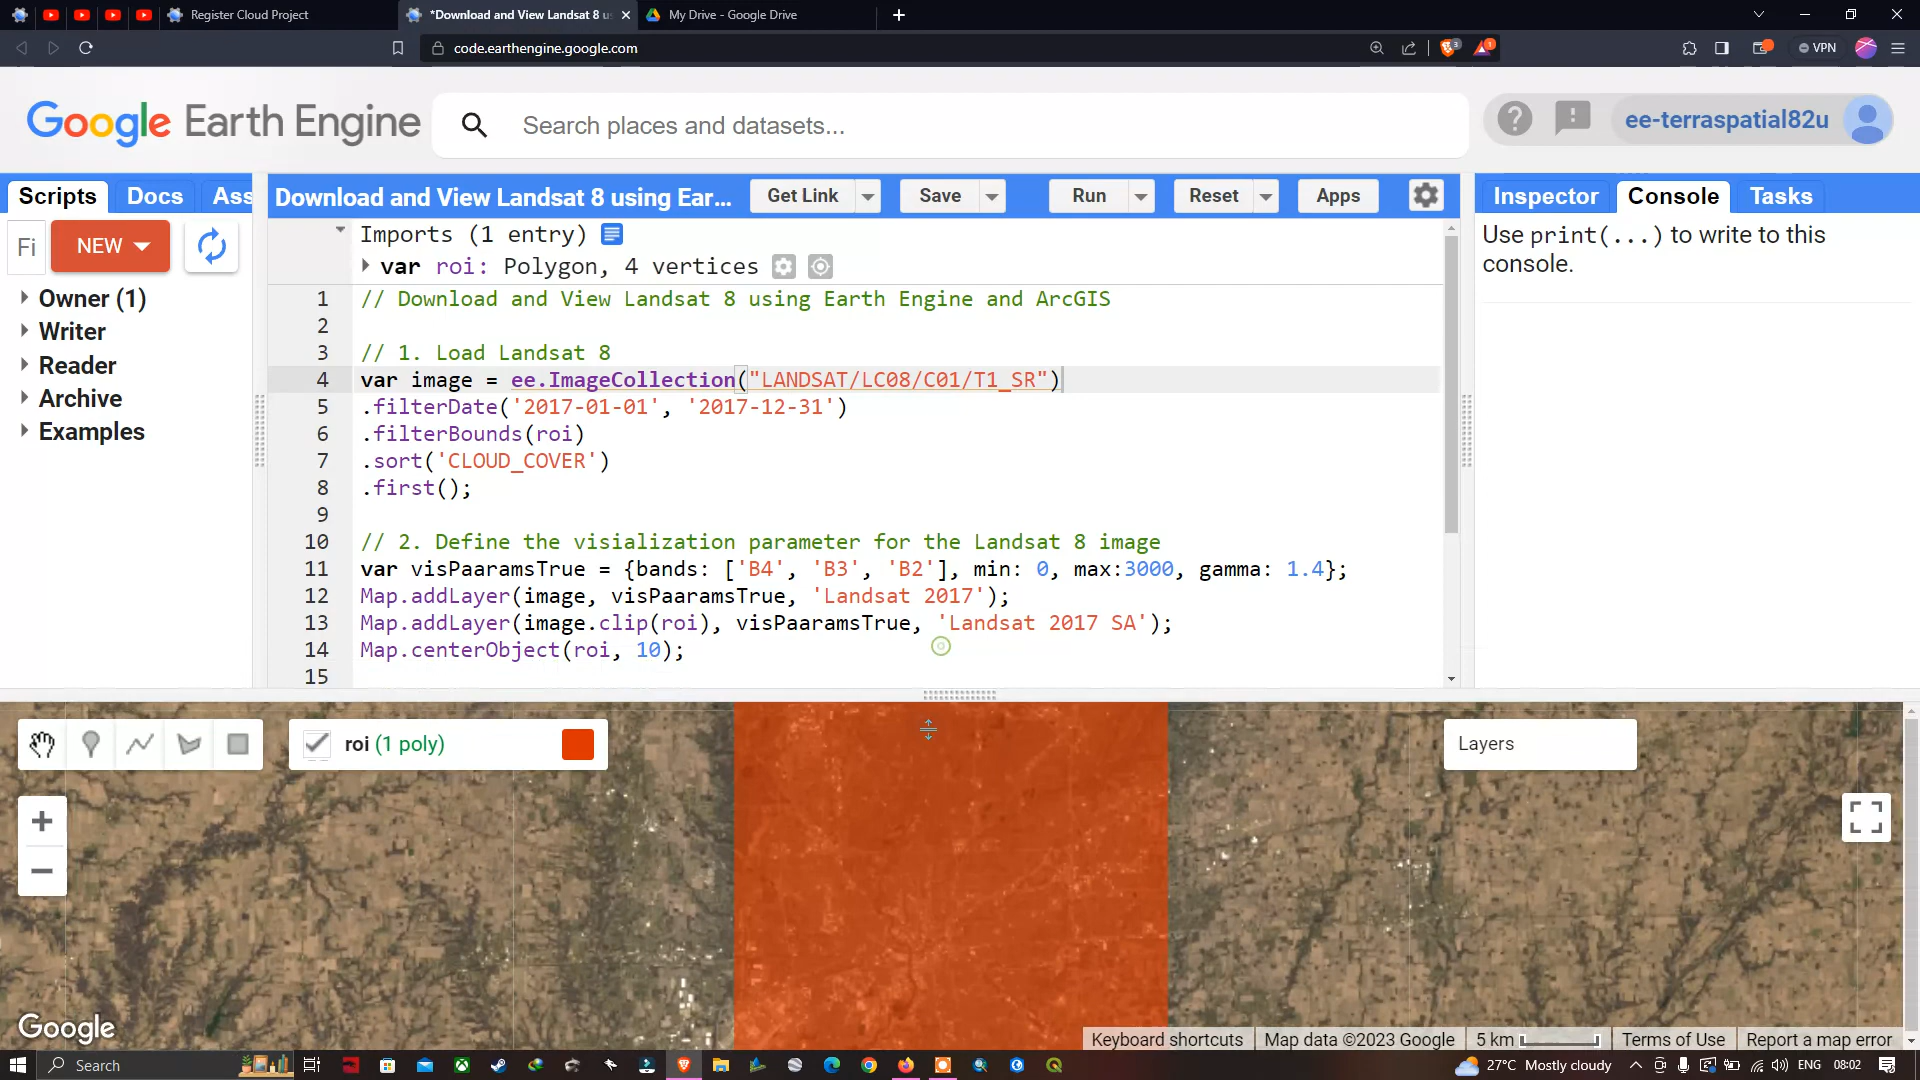 Register Cloud Project
*Download and View Landsat 8 u
My Drive - Google Drive
code.earthengine.google.com
VPN
Google Earth Engine
Search places and datasets...
ee-terraspatial82u
Scripts
Docs
Ass
Download and View Landsat 8 using Ear...
Get Link
Save
Run
Reset
Apps
Inspector
Console
Tasks
Fi
NEW
Owner (1)
Writer
Reader
Archive
Examples
Imports (1 entry)
var roi: Polygon, 4 vertices
1 // Download and View Landsat 8 using Earth Engine and ArcGIS
2
3 // 1. Load Landsat 8
4 var image = ee.ImageCollection("LANDSAT/LC08/C01/T1_SR")
5 .filterDate('2017-01-01', '2017-12-31')
6 .filterBounds(roi)
7 .sort('CLOUD_COVER')
8 .first();
9
10 // 2. Define the visialization parameter for the Landsat 8 image
11 var visPaaramsTrue = {bands: ['B4', 'B3', 'B2'], min: 0, max:3000, gamma: 1.4};
12 Map.addLayer(image, visPaaramsTrue, 'Landsat 2017');
13 Map.addLayer(image.clip(roi), visPaaramsTrue, 'Landsat 2017 SA');
14 Map.centerObject(roi, 10);
15
Use print(...) to write to this
console.
roi (1 poly)
Layers
Google
Keyboard shortcuts
Map data ©2023 Google
5 km
Terms of Use
Report a map error
Search
27°C Mostly cloudy
ENG
08:02